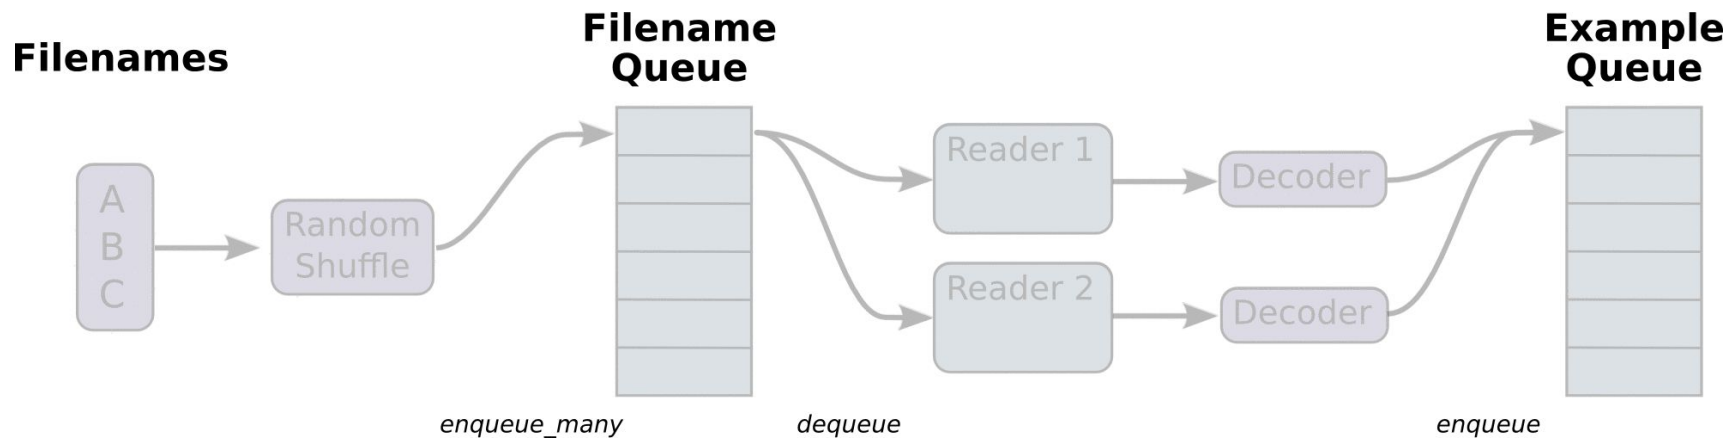 Filenames
Filename
Queue
Example
Queue
A
B
C
Random
Shuffle
Reader 1
Decoder
Reader 2
Decoder
enqueue_many
dequeue
enqueue